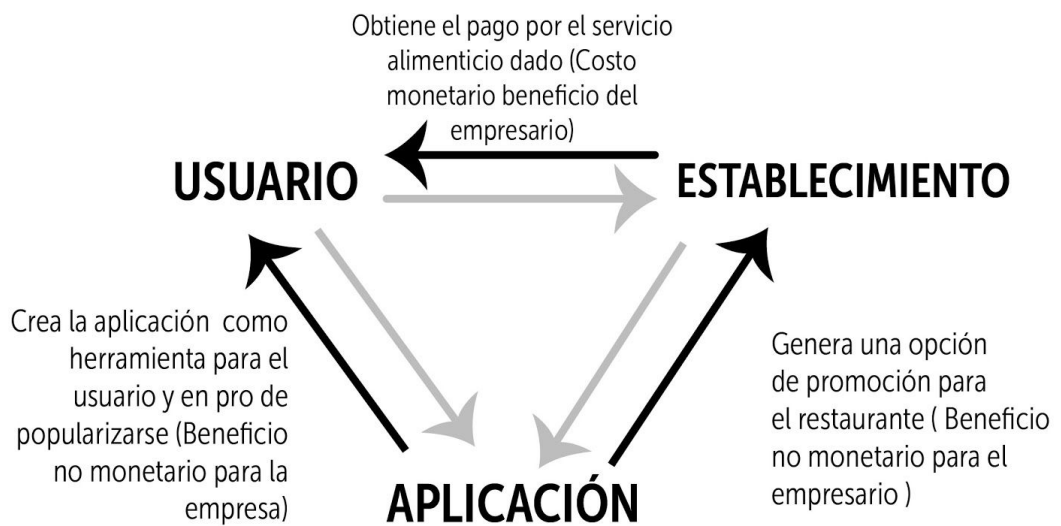 Obtiene el pago por el servicio
alimenticio dado (Costo
monetario beneficio del
empresario)
USUARIO
ESTABLECIMIENTO
Crea la aplicación como
herramienta para el
usuario y en pro de
popularizarse (Beneficio
no monetario para la
empresa)
Genera una opción
de promoción para
el restaurante ( Beneficio
no monetario para el
empresario )
APLICACIÓN